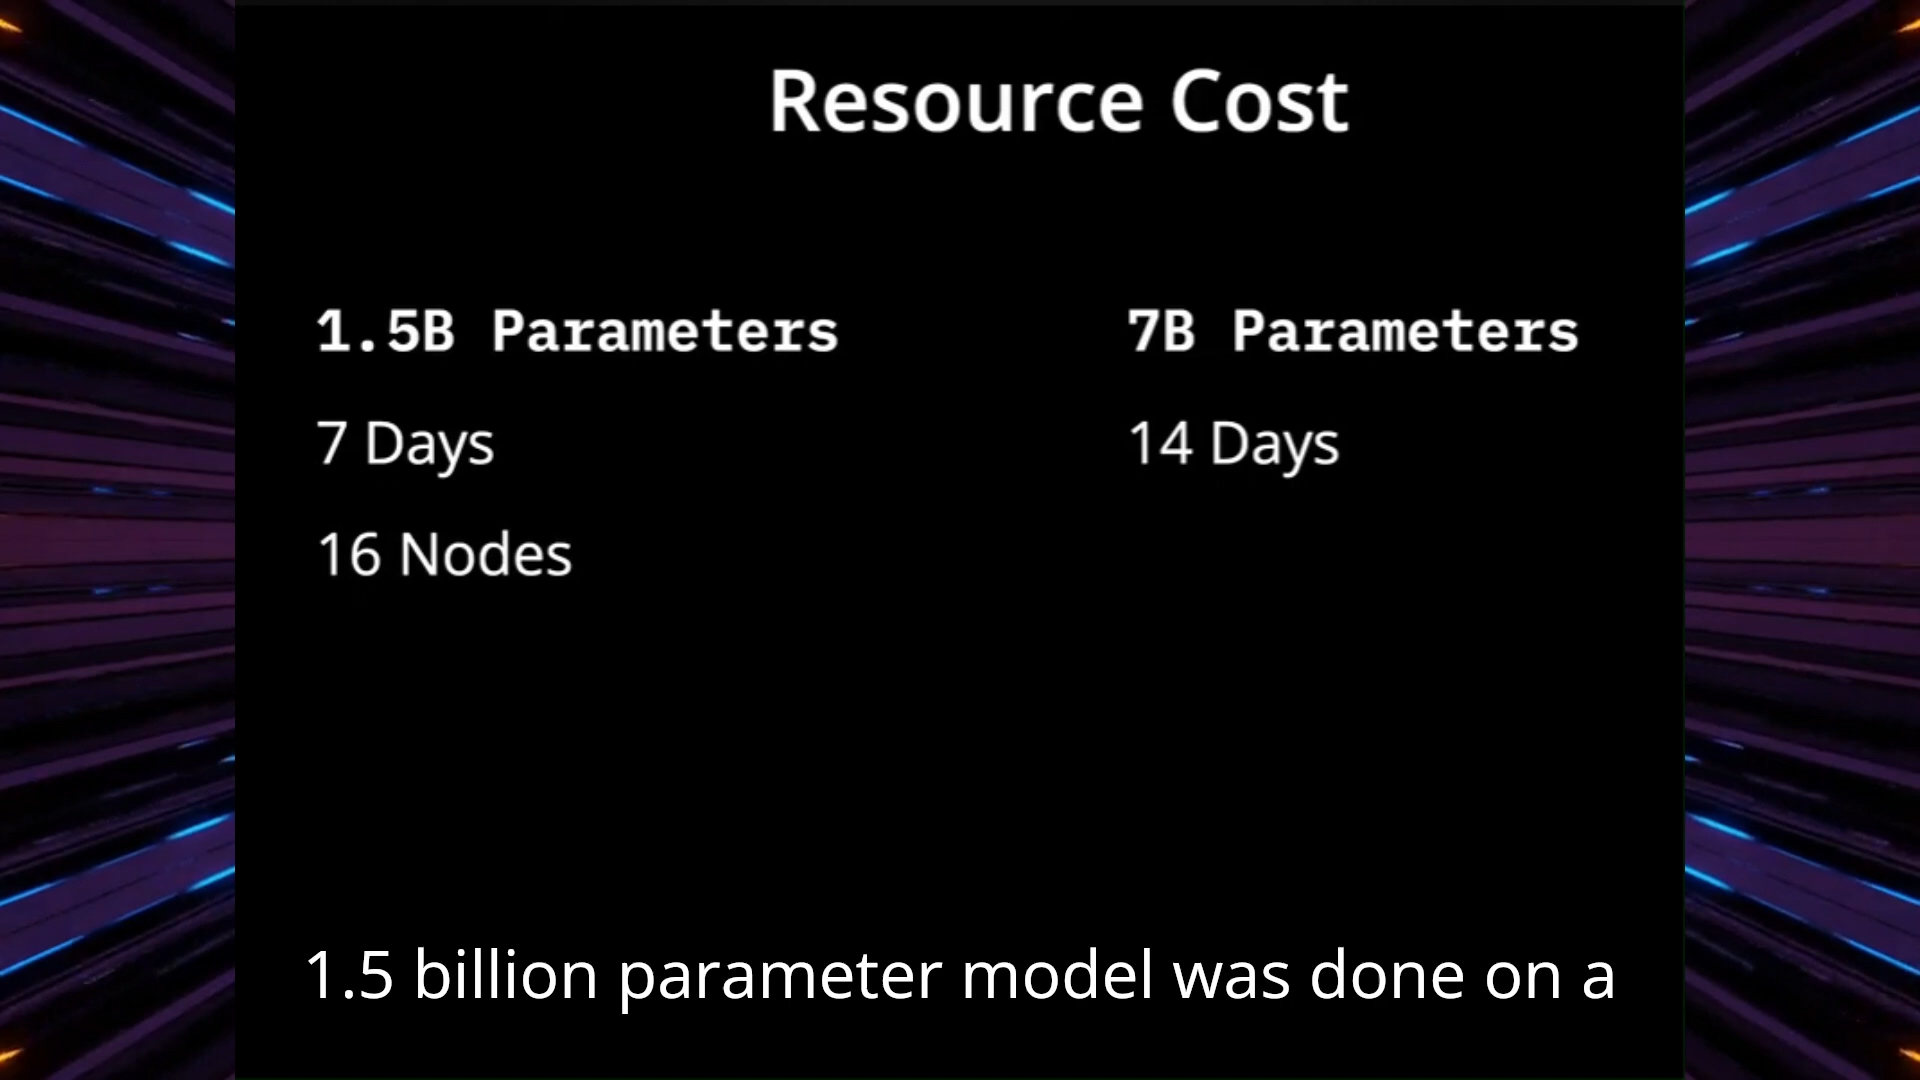 Resource Cost
1.5B Parameters
7 Days
16 Nodes
7B Parameters
14 Days
1.5 billion parameter model was done on a